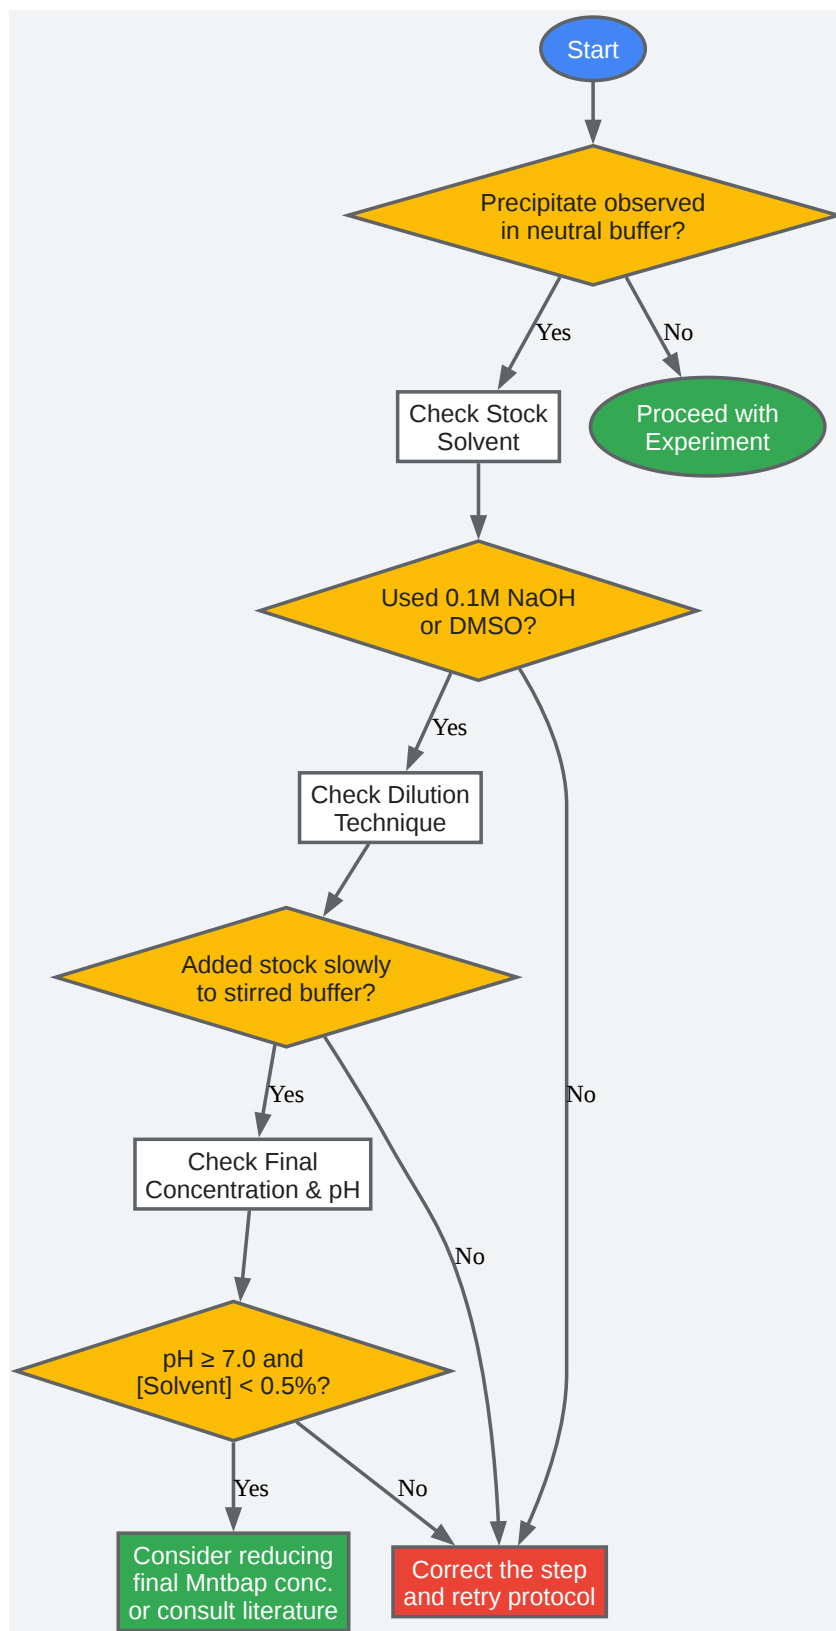 Start
Precipitate observed
in neutral buffer?
Yes
No
Check Stock
Solvent
Proceed with
Experiment
Used 0.1M NaOH
or DMSO?
Yes
Check Dilution
Technique
Added stock slowly
to stirred buffer?
Yes
No
Check Final
Concentration & pH
No
pH ≥ 7.0 and
[Solvent] < 0.5%?
Yes
No
Consider reducing
final Mntbap conc.
or consult literature
Correct the step
and retry protocol